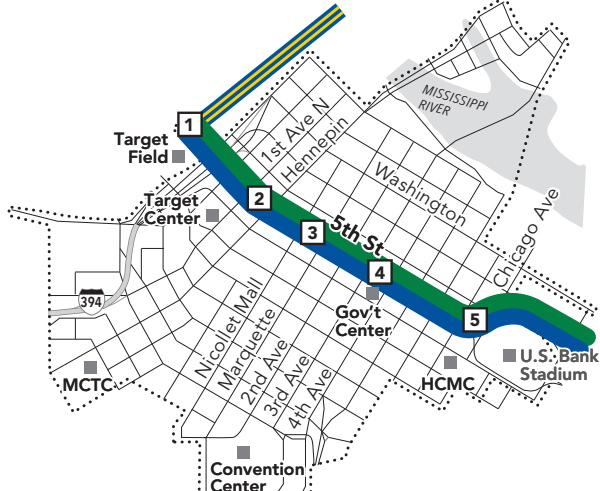 1
MISSISSIPPI
RIVER
1st Ave N
Hennepin
Target
Field
Washington
2
Target
Center
Chicago Ave
3
5th St
4
394
Gov't
Center
5
Nicollet Mall
Marquette
2nd Ave
3rd Ave
4th Ave
U.S. Bank
Stadium
MCTC
HCMC
Convention
Center